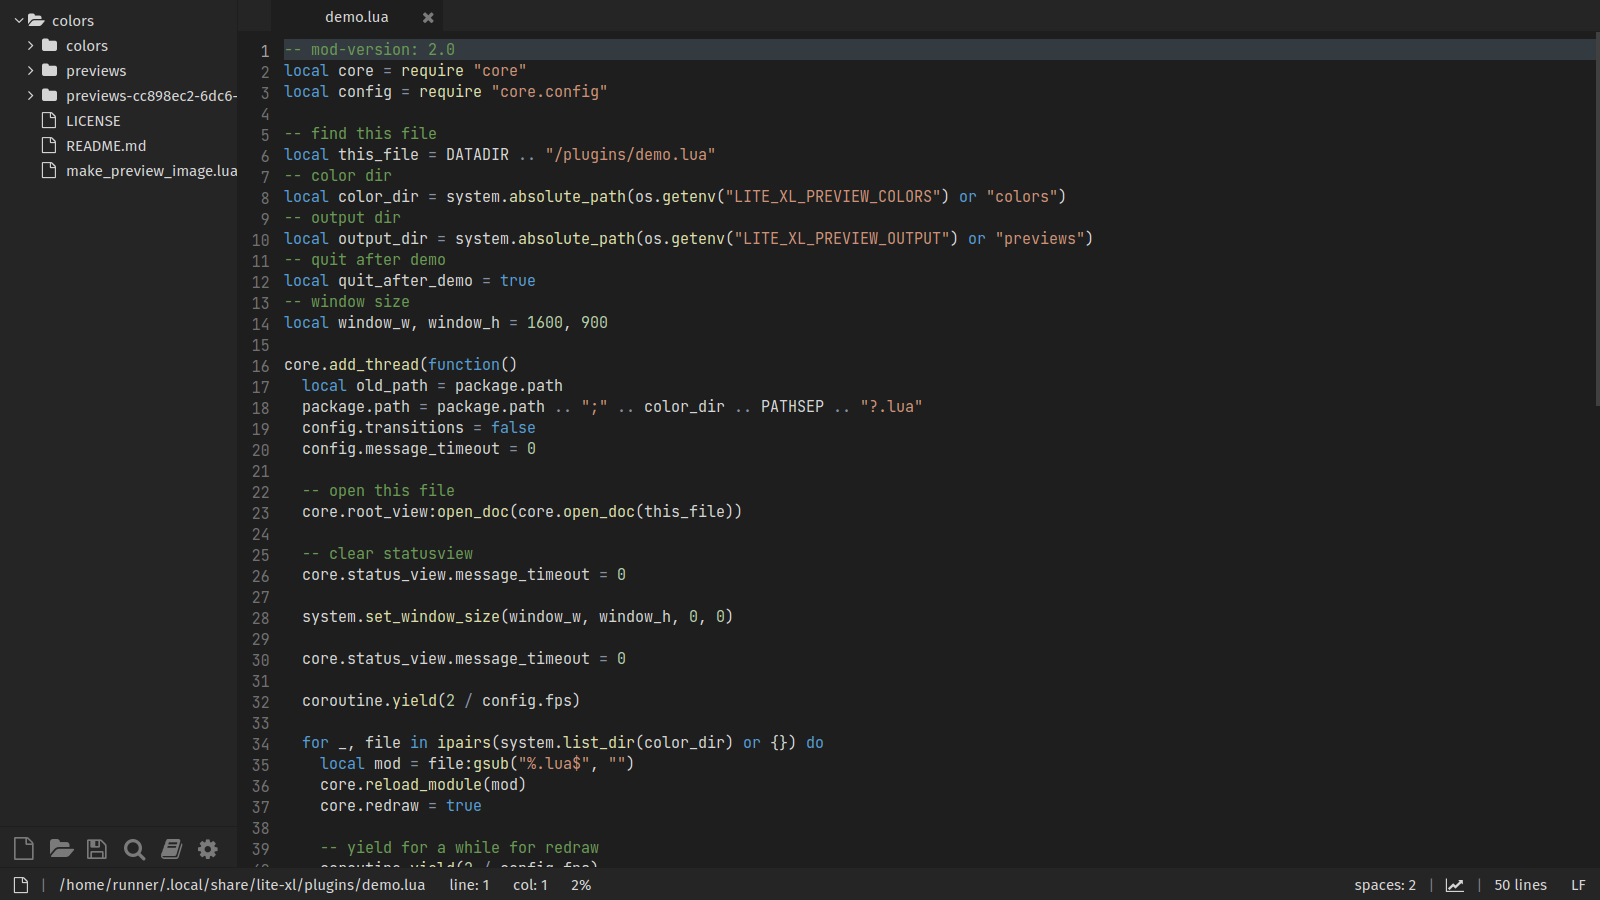 colors
colors
previews
previews-cc898ec2-6dc6-
LICENSE
README.md
make_preview_image.lua
demo.lua
1 -- mod-version: 2.0
2 local core = require "core"
3 local config = require "core.config"
4
5 -- find this file
6 local this_file = DATADIR .. "/plugins/demo.lua"
7 -- color dir
8 local color_dir = system.absolute_path(os.getenv("LITE_XL_PREVIEW_COLORS") or "colors")
9 -- output dir
10 local output_dir = system.absolute_path(os.getenv("LITE_XL_PREVIEW_OUTPUT") or "previews")
11 -- quit after demo
12 local quit_after_demo = true
13 -- window size
14 local window_w, window_h = 1600, 900
15
16 core.add_thread(function()
17   local old_path = package.path
18   package.path = package.path .. ";" .. color_dir .. PATHSEP .. "?.lua"
19   config.transitions = false
20   config.message_timeout = 0
21
22   -- open this file
23   core.root_view:open_doc(core.open_doc(this_file))
24
25   -- clear statusview
26   core.status_view.message_timeout = 0
27
28   system.set_window_size(window_w, window_h, 0, 0)
29
30   core.status_view.message_timeout = 0
31
32   coroutine.yield(2 / config.fps)
33
34   for _, file in ipairs(system.list_dir(color_dir) or {}) do
35     local mod = file:gsub("%.lua$", "")
36     core.reload_module(mod)
37     core.redraw = true
38
39     -- yield for a while for redraw
40     coroutine.yield(2 / config.fps)
/home/runner/.local/share/lite-xl/plugins/demo.lua line: 1 col: 1 2% spaces: 2 | | 50 lines LF